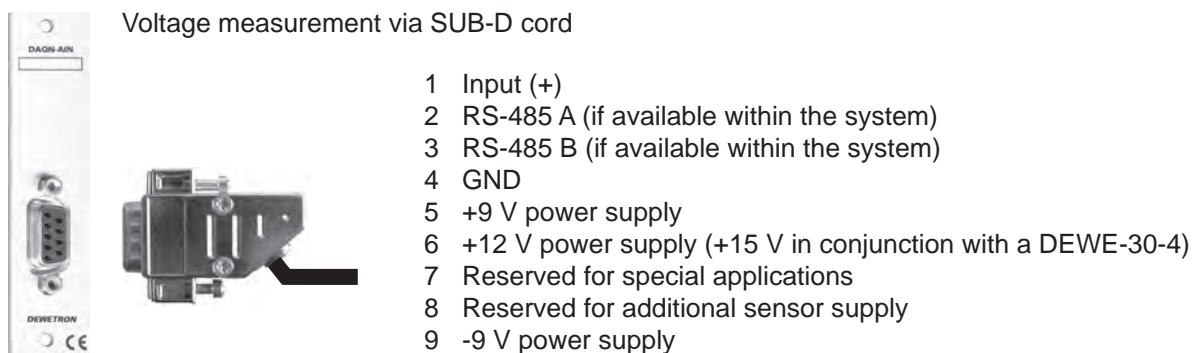 Voltage measurement via SUB-D cord
DAQN-AIN
1 Input (+)
2 RS-485 A (if available within the system)
3 RS-485 B (if available within the system)
4 GND
5 +9 V power supply
6 +12 V power supply (+15 V in conjunction with a DEWE-30-4)
7 Reserved for special applications
8 Reserved for additional sensor supply
9 -9 V power supply
DEWETRON
CE